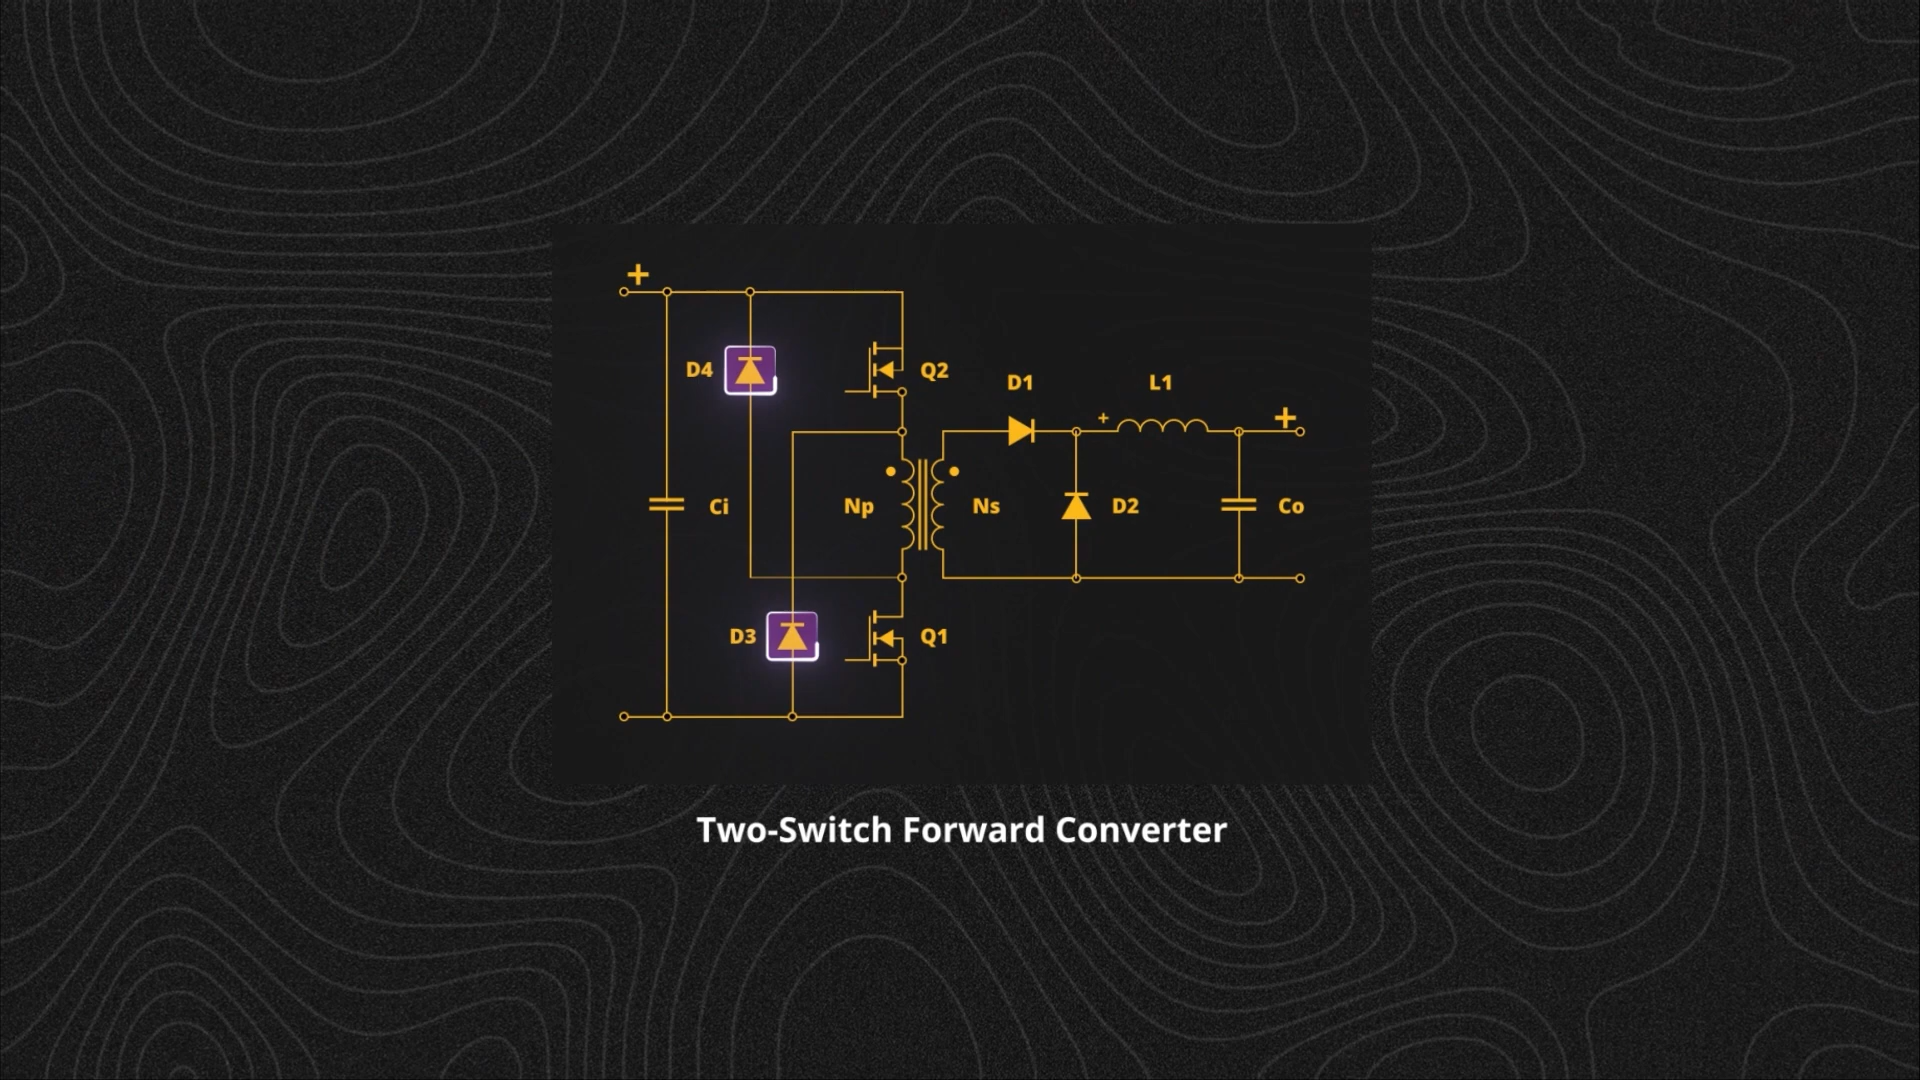 +
D4
Q2
D1
L1
+
+
Ci
Np
Ns
D2
Co
D3
Q1
Two-Switch Forward Converter